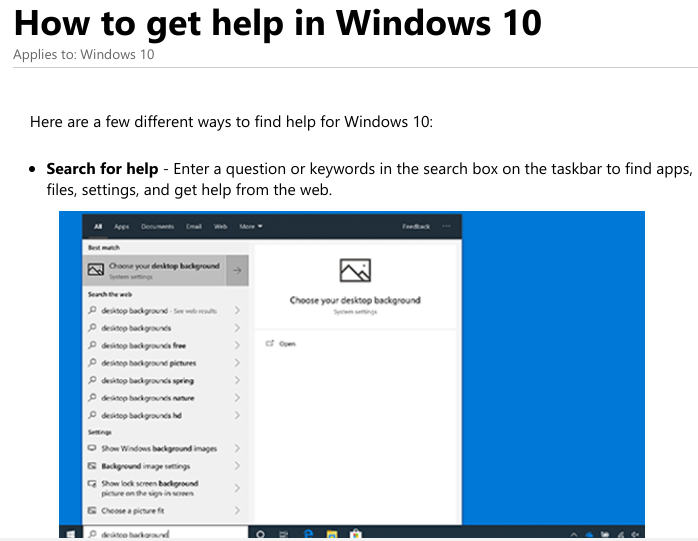 How to get help in Windows 10
Applies to: Windows 10
Here are a few different ways to find help for Windows 10:
• Search for help - Enter a question or keywords in the search box on the taskbar to find apps,
files, settings, and get help from the web.
All Apps Documents Email Web More Feedback ...
Best match
Choose your desktop background
System settings
Search the web
desktop background - See web results
desktop backgrounds
desktop backgrounds free
desktop background pictures
desktop backgrounds spring
desktop backgrounds nature
desktop backgrounds hd
Settings
Show Windows background images
Background image settings
Show lock screen background
picture on the sign-in screen
Choose a picture fit
Choose your desktop background
System settings
Open
desktop background